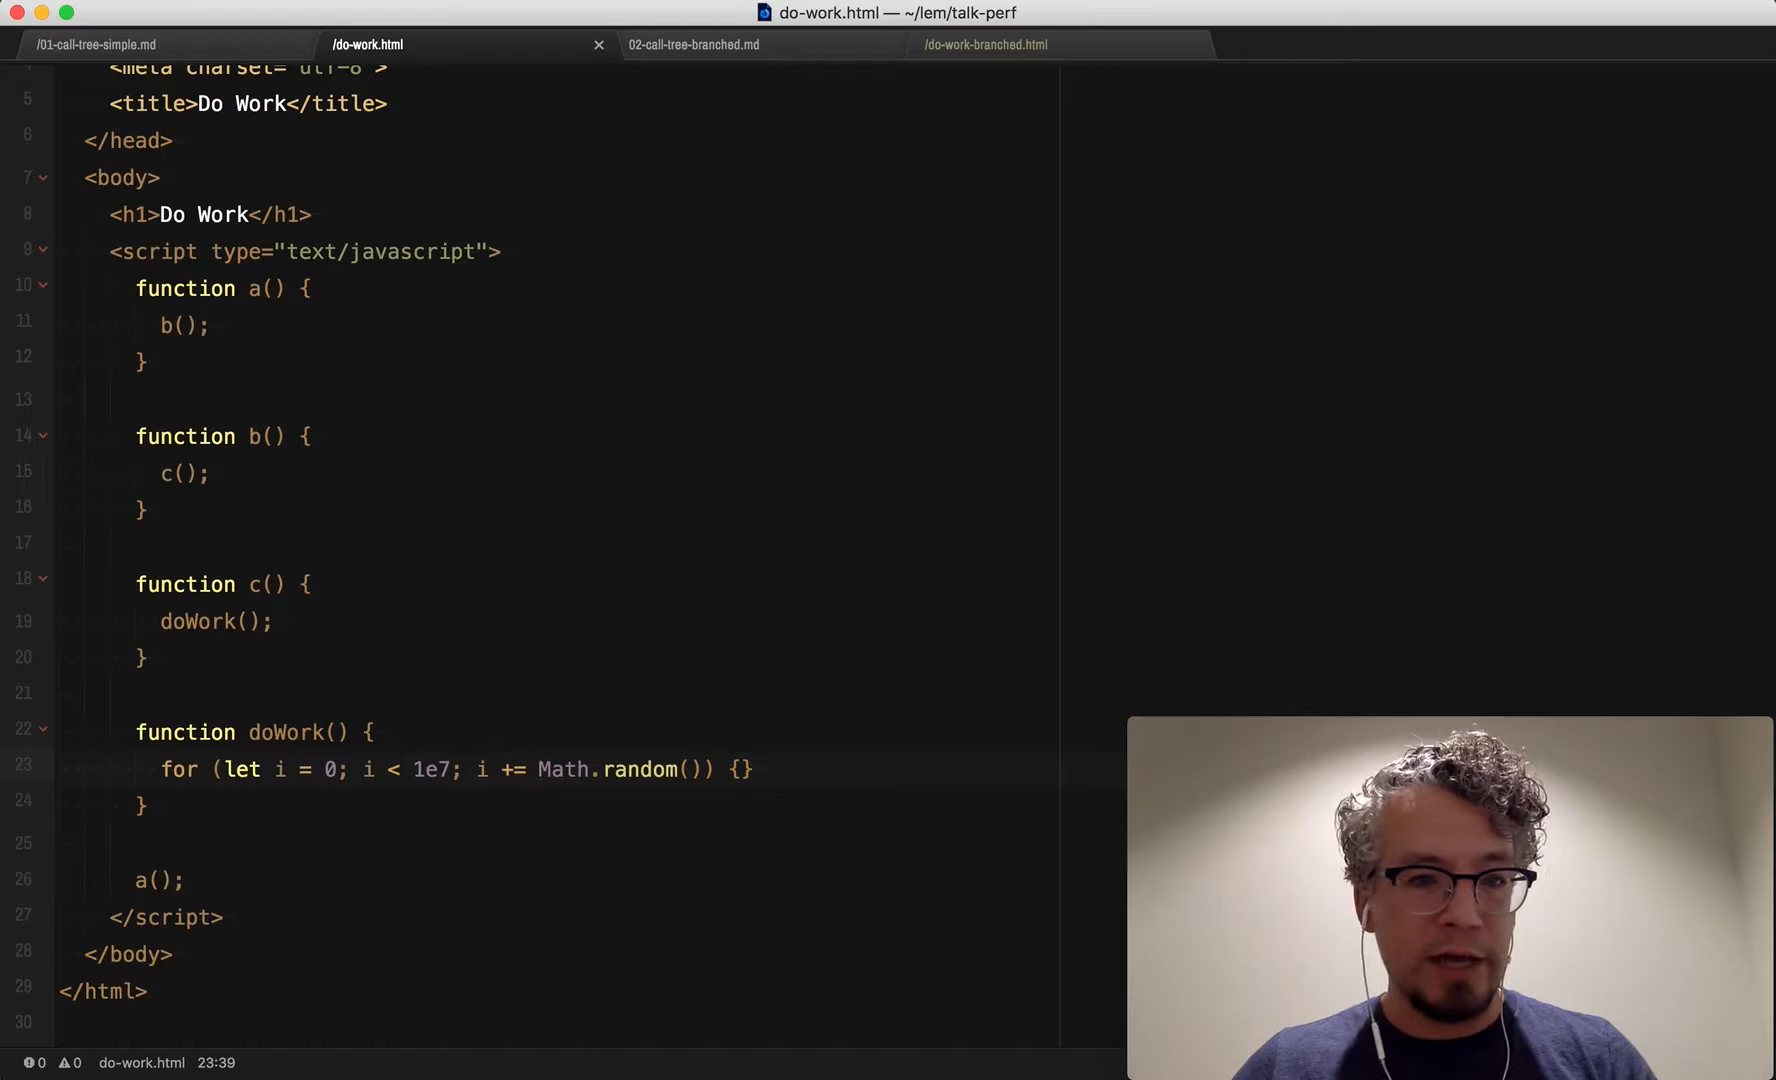 do-work.html — ~/lem/talk-perf
/01-call-tree-simple.md
/do-work.html
02-call-tree-branched.md
/do-work-branched.html
<meta charset="utf-8">
5 <title>Do Work</title>
6 </head>
7 <body>
8 <h1>Do Work</h1>
9 <script type="text/javascript">
10 function a() {
11 b();
12 }
13
14 function b() {
15 c();
16 }
17
18 function c() {
19 doWork();
20 }
21
22 function doWork() {
23 for (let i = 0; i < 1e7; i += Math.random()) {}
24 }
25
26 a();
27 </script>
28 </body>
29 </html>
30
0 0 do-work.html 23:39